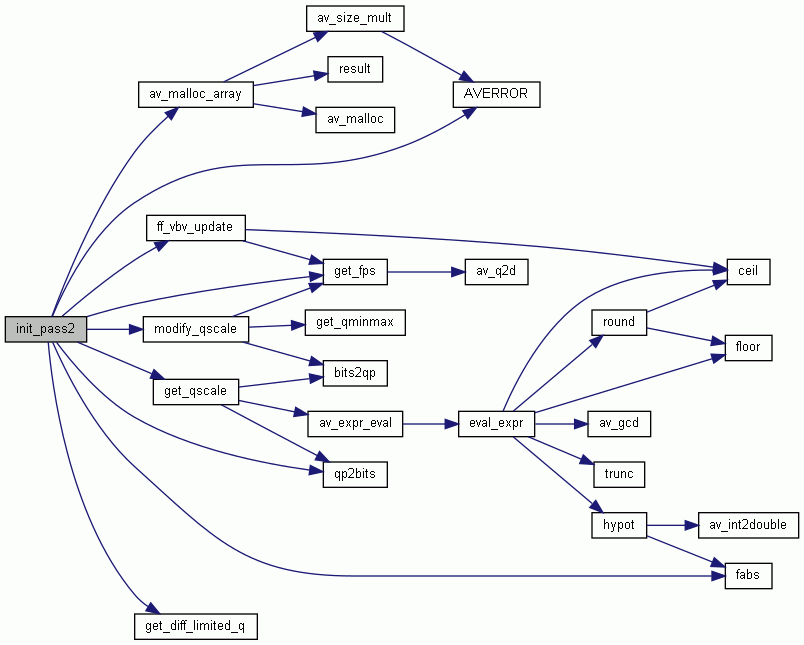 av_size_mult
result
av_malloc_array
AVERROR
av_malloc
ff_vbv_update
get_fps
av_q2d
ceil
init_pass2
modify_qscale
get_qminmax
round
floor
bits2qp
get_qscale
av_expr_eval
eval_expr
av_gcd
qp2bits
trunc
hypot
av_int2double
fabs
get_diff_limited_q